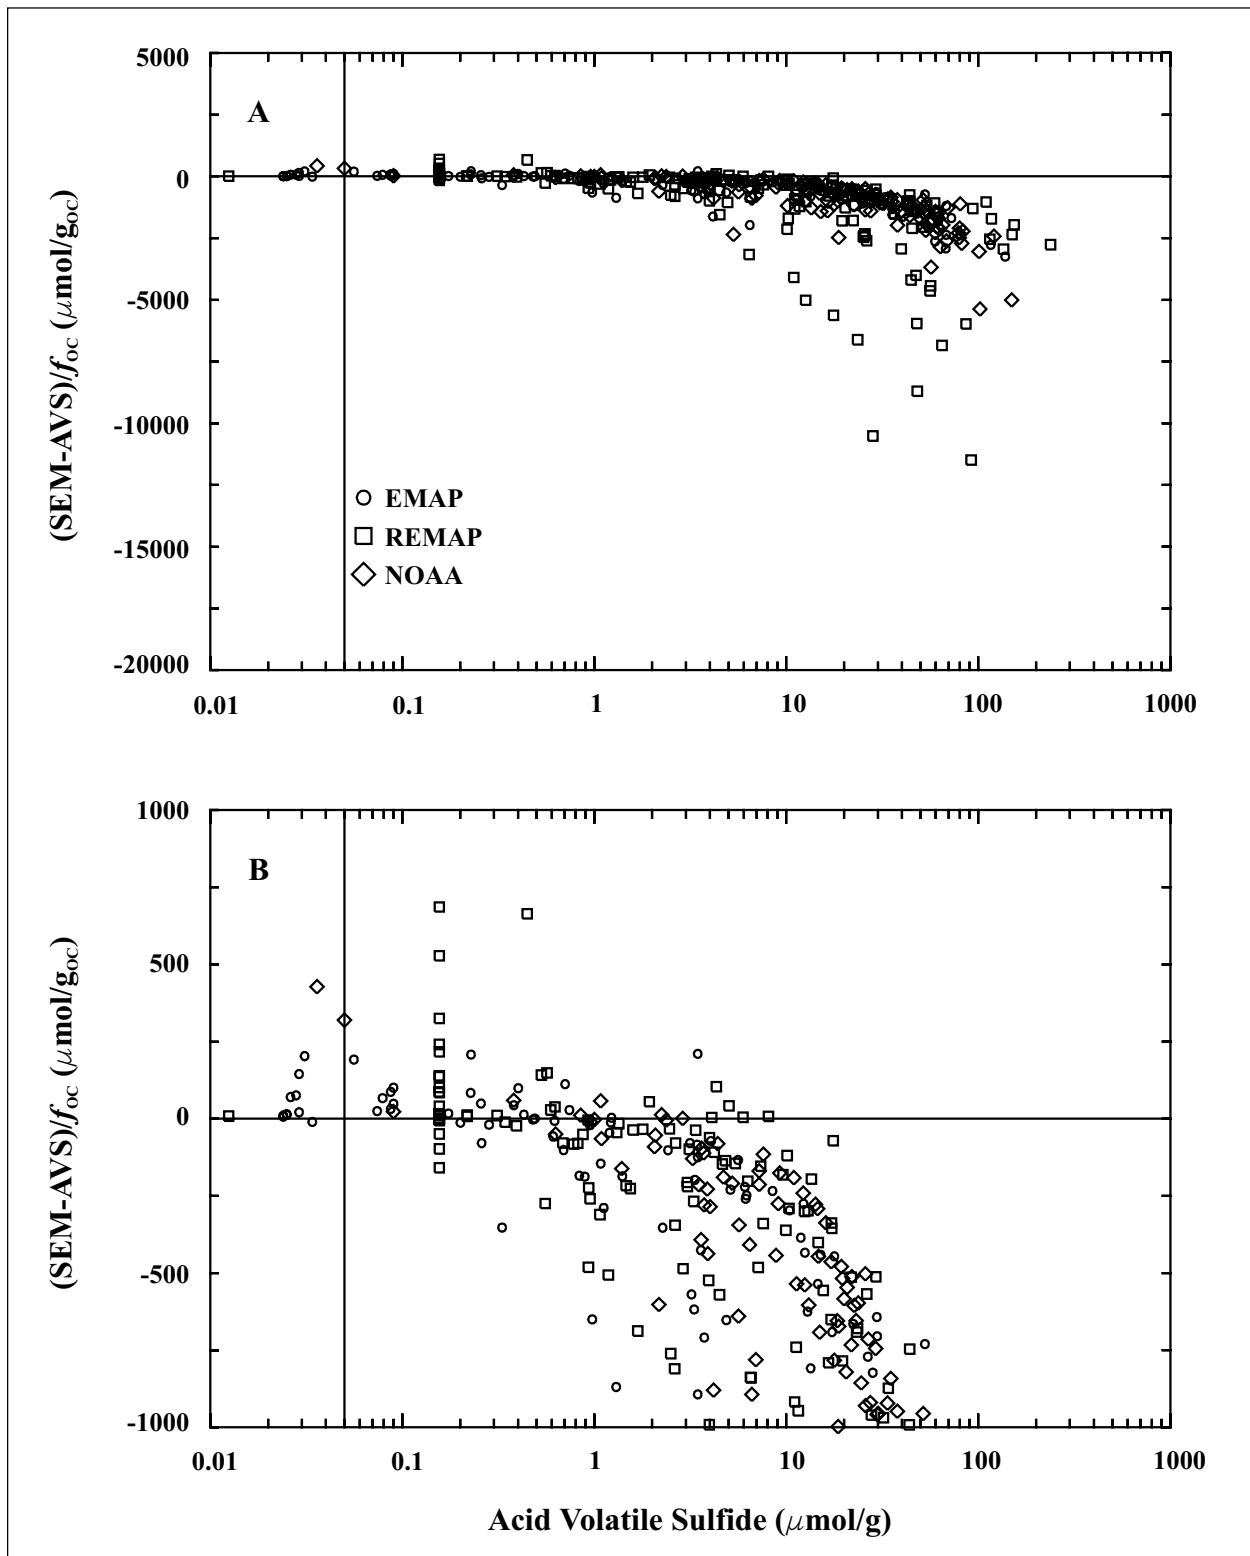 5000
0
-5000
-10000
-15000
-20000
A
(SEM-AVS)/foc (μmol/goc)
EMAP
REMAP
NOAA
0.01 0.1 1 10 100 1000
1000
500
0
-500
-1000
B
(SEM-AVS)/foc (μmol/goc)
0.01 0.1 1 10 100 1000
Acid Volatile Sulfide (μmol/g)